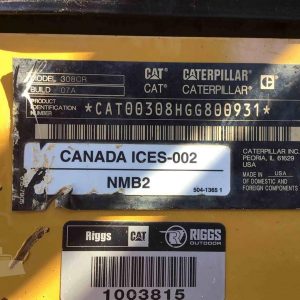 MODEL 308CR
BUILD 07A
CAT CATERPILLAR
CAT CATERPILLAR
PRODUCT IDENTIFICATION NUMBER
*CAT00308HGG800931*
CANADA ICES-002
NMB2
504-1365 1
CATERPILLAR INC.
PEORIA, IL 61629
USA
MADE IN USA
OF DOMESTIC AND
FOREIGN COMPONENTS
Riggs CAT
R RIGGS
OUTDOOR
1003815